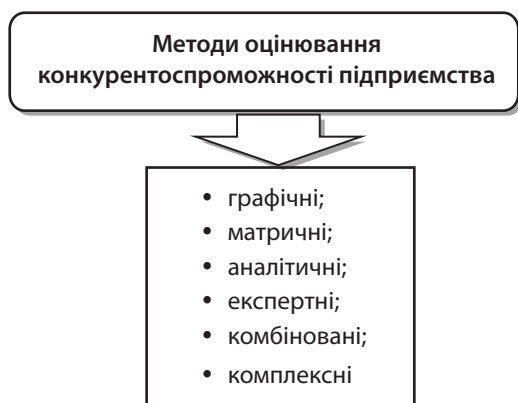 Методи оцінювання
конкурентоспроможності підприємства
• графічні;
• матричні;
• аналітичні;
• експертні;
• комбіновані;
• комплексні